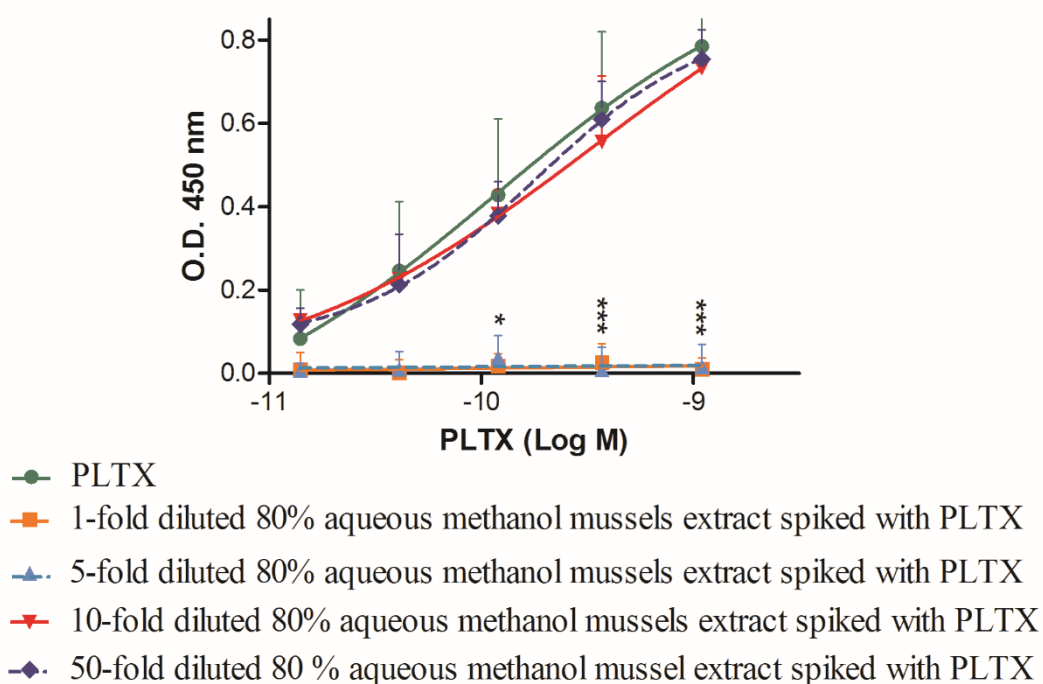 0.8
0.6
0.4
0.2
0.0
O.D. 450 nm
*
***
***
-11
-10
-9
PLTX (Log M)
PLTX
1-fold diluted 80% aqueous methanol mussels extract spiked with PLTX
5-fold diluted 80% aqueous methanol mussels extract spiked with PLTX
10-fold diluted 80% aqueous methanol mussels extract spiked with PLTX
50-fold diluted 80 % aqueous methanol mussel extract spiked with PLTX